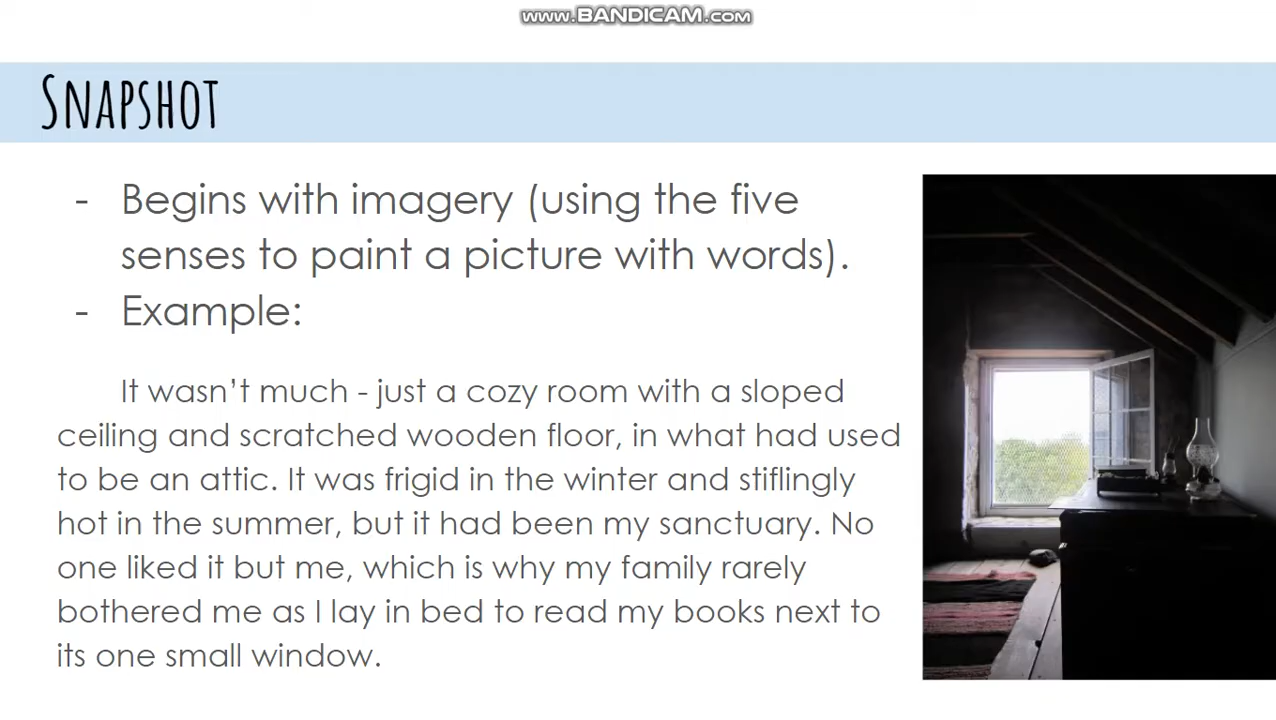 www.BANDICAM.com
Snapshot
- Begins with imagery (using the five
senses to paint a picture with words).
- Example:
It wasn’t much - just a cozy room with a sloped
ceiling and scratched wooden floor, in what had used
to be an attic. It was frigid in the winter and stiflingly
hot in the summer, but it had been my sanctuary. No
one liked it but me, which is why my family rarely
bothered me as I lay in bed to read my books next to
its one small window.